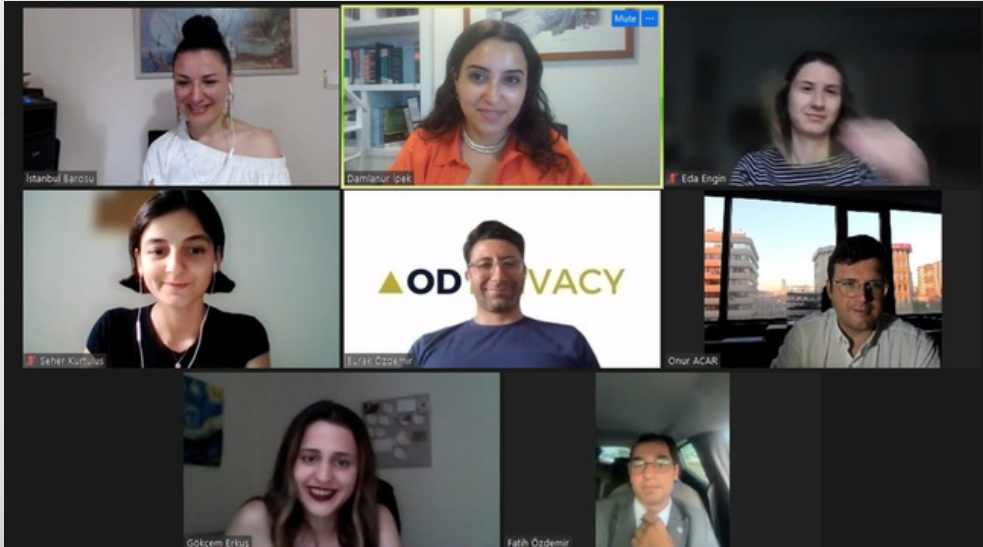 Mute ...
İstanbul Barosu
Damlanur İpek
Eda Engin
Seher Kurtuluş
OD VACY
Burak Özdemir
Onur ACAR
Gökçem Erkuş
Fatih Özdemir